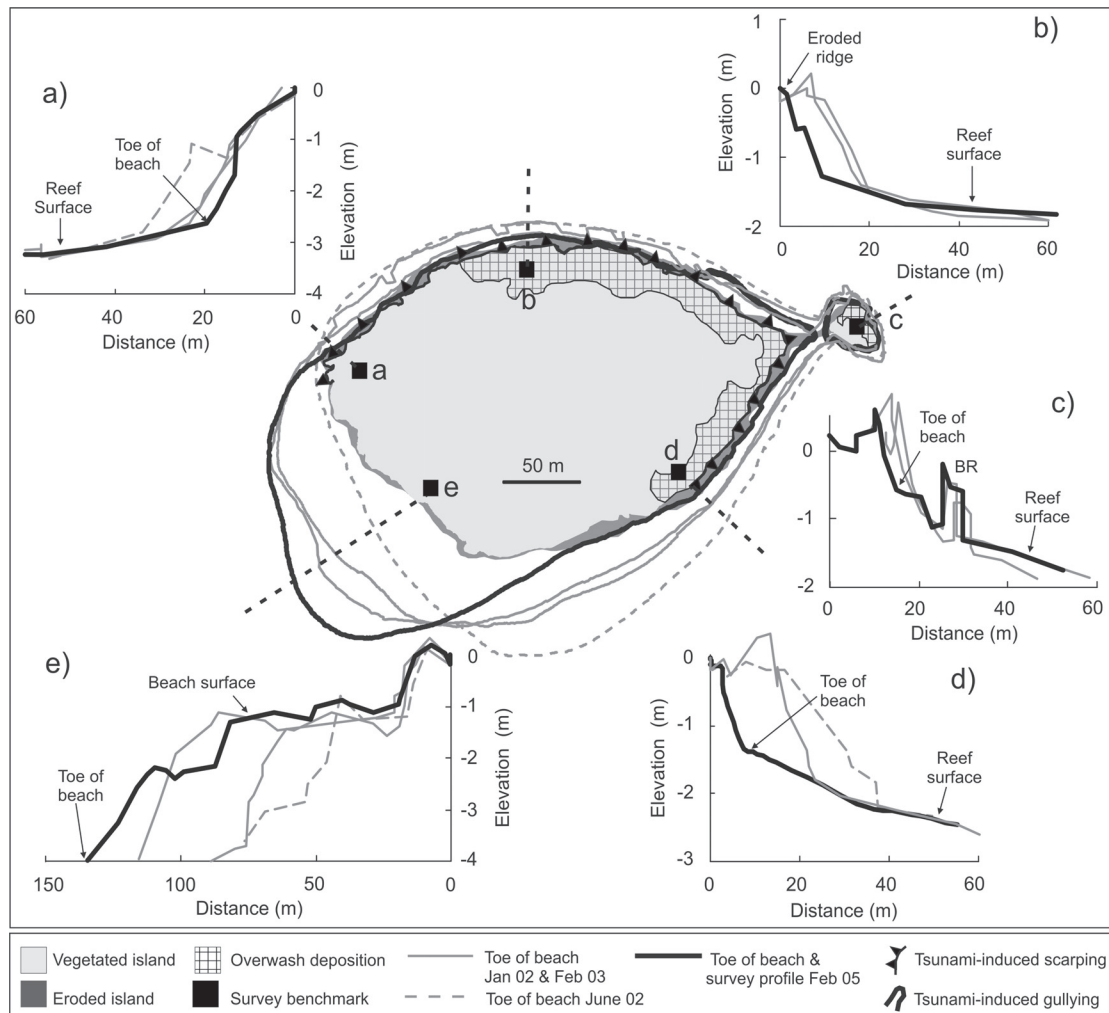 a)
0
-1
-2
-3
-4
Elevation (m)
Toe of
beach
Reef
Surface
60
40
20
0
Distance (m)
b)
1
0
-1
-2
Elevation (m)
Eroded
ridge
Reef
surface
0
20
40
60
Distance (m)
b
c
a
d
e
50 m
c)
0
-1
-2
Toe of
beach
BR
Reef
surface
0
20
40
60
Distance (m)
d)
0
-1
-2
-3
Elevation (m)
Toe of
beach
Reef
surface
0
20
40
60
Distance (m)
e)
0
-1
-2
-3
-4
Elevation (m)
Beach surface
Toe of
beach
150
100
50
0
Distance (m)
Vegetated island
Eroded island
Overwash deposition
Survey benchmark
Toe of beach
Jan 02 & Feb 03
Toe of beach June 02
Toe of beach &
survey profile Feb 05
Tsunami-induced scarping
Tsunami-induced gullying